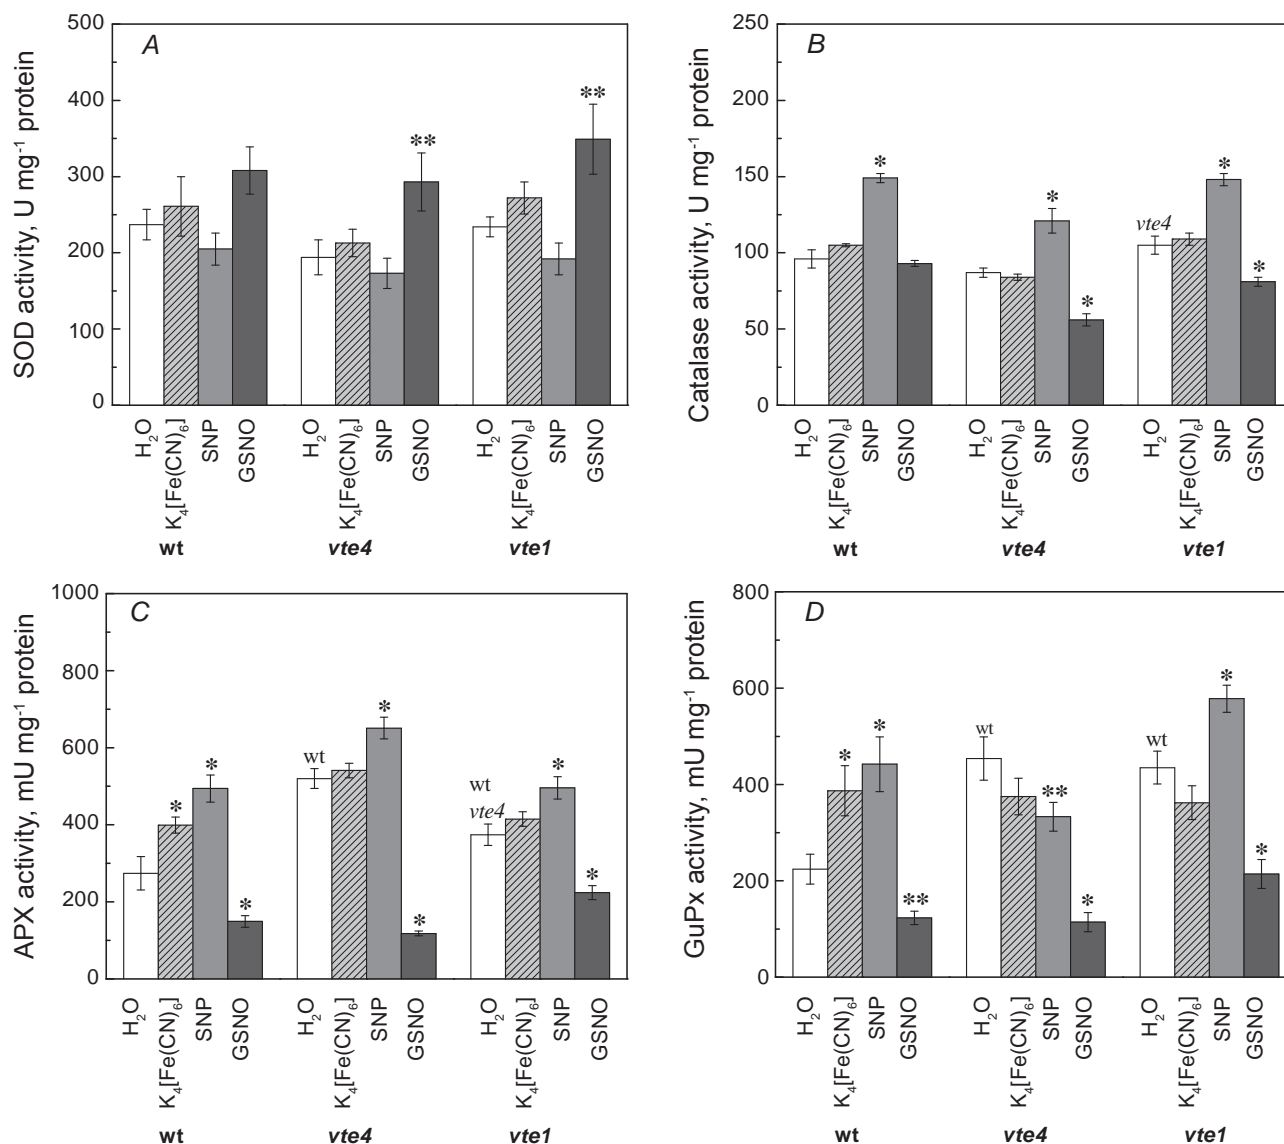 A
SOD activity, U mg⁻¹ protein
500
400
300
200
100
0
**
**
H₂O
K₄[Fe(CN)₆]
SNP
GSNO
H₂O
K₄[Fe(CN)₆]
SNP
GSNO
H₂O
K₄[Fe(CN)₆]
SNP
GSNO
wt
vte4
vte1
B
Catalase activity, U mg⁻¹ protein
250
200
150
100
50
0
*
*
*
vte4
*
*
H₂O
K₄[Fe(CN)₆]
SNP
GSNO
H₂O
K₄[Fe(CN)₆]
SNP
GSNO
H₂O
K₄[Fe(CN)₆]
SNP
GSNO
wt
vte4
vte1
C
APX activity, mU mg⁻¹ protein
1000
800
600
400
200
0
*
*
*
wt
*
*
wt
vte4
*
*
H₂O
K₄[Fe(CN)₆]
SNP
GSNO
H₂O
K₄[Fe(CN)₆]
SNP
GSNO
H₂O
K₄[Fe(CN)₆]
SNP
GSNO
wt
vte4
vte1
D
GuPx activity, mU mg⁻¹ protein
800
600
400
200
0
*
*
**
wt
**
*
wt
*
*
H₂O
K₄[Fe(CN)₆]
SNP
GSNO
H₂O
K₄[Fe(CN)₆]
SNP
GSNO
H₂O
K₄[Fe(CN)₆]
SNP
GSNO
wt
vte4
vte1